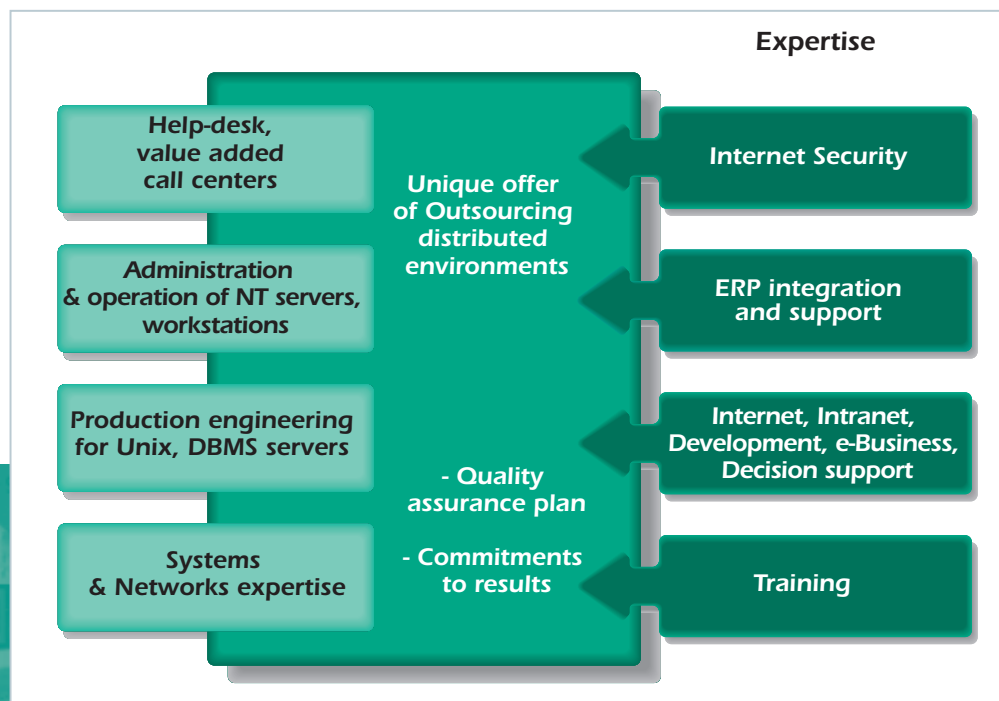 Expertise
Help-desk,
value added
call centers
Administration
& operation of NT servers,
workstations
Production engineering
for Unix, DBMS servers
Systems
& Networks expertise
Unique offer
of Outsourcing
distributed
environments
- Quality
assurance plan
- Commitments
to results
Internet Security
ERP integration
and support
Internet, Intranet,
Development, e-Business,
Decision support
Training